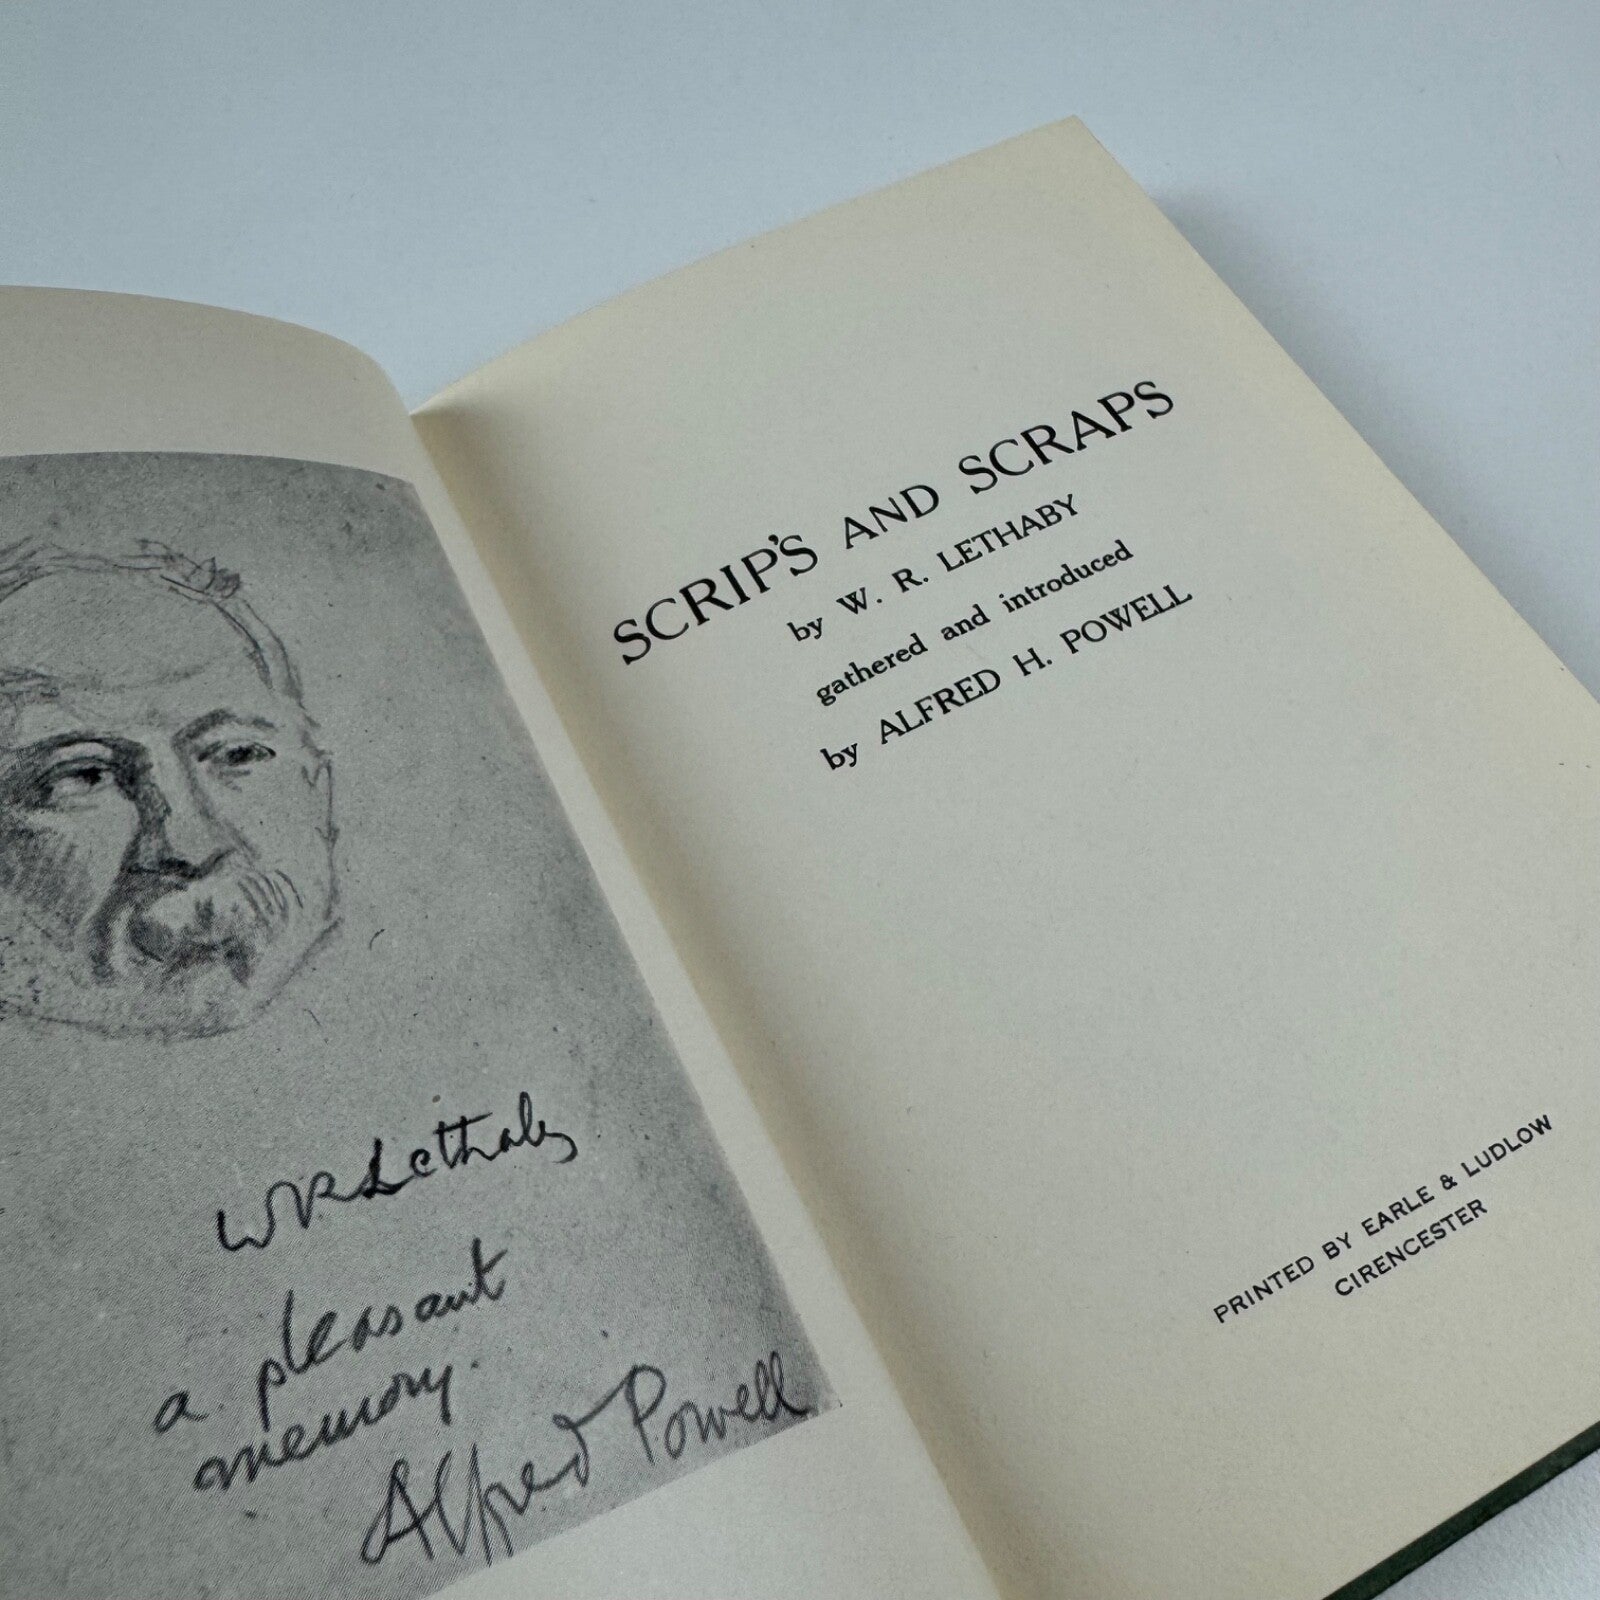 W R Lethaby
a pleasant
memory.
Alfred Powell
SCRIP'S AND SCRAPS
by W. R. LETHABY
gathered and introduced
by ALFRED H. POWELL
PRINTED BY EARLE & LUDLOW
CIRENCESTER